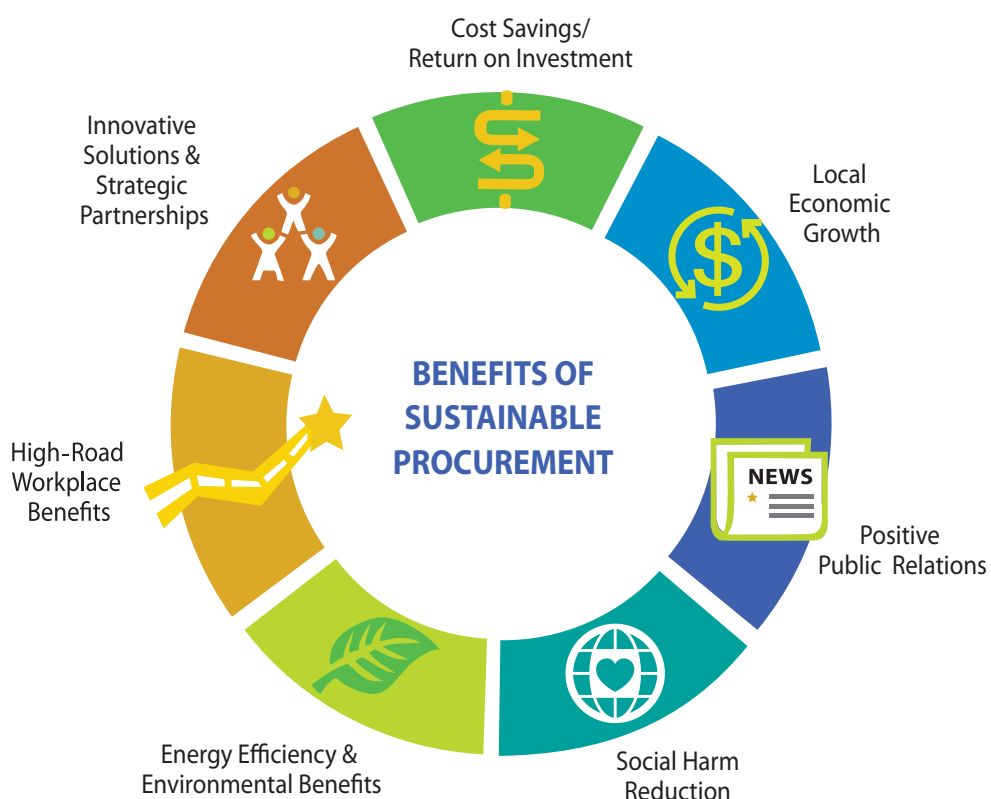 Cost Savings/
Return on Investment
Innovative
Solutions &
Strategic
Partnerships
Local
Economic
Growth
$
BENEFITS OF
SUSTAINABLE
PROCUREMENT
High-Road
Workplace
Benefits
NEWS
Positive
Public Relations
Energy Efficiency &
Environmental Benefits
Social Harm
Reduction